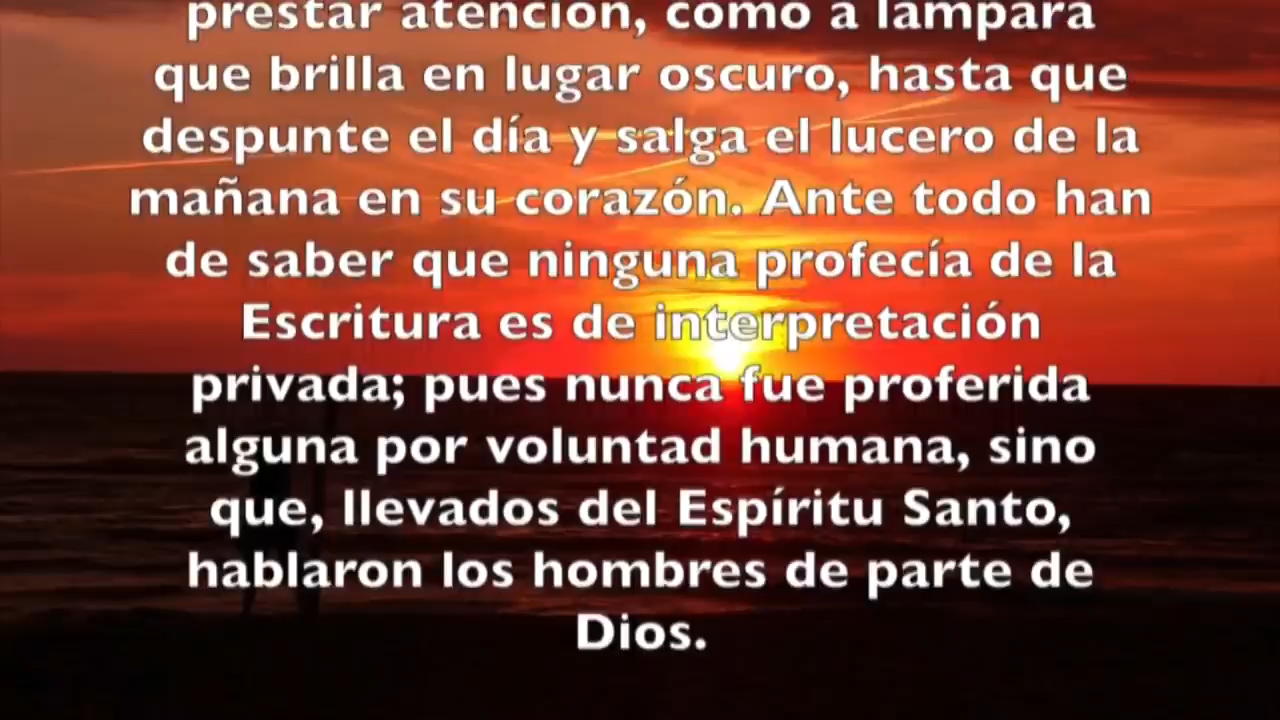 prestar atención, como a lámpara
que brilla en lugar oscuro, hasta que
despunte el día y salga el lucero de la
mañana en su corazón. Ante todo han
de saber que ninguna profecía de la
Escritura es de interpretación
privada; pues nunca fue proferida
alguna por voluntad humana, sino
que, llevados del Espíritu Santo,
hablaron los hombres de parte de
Dios.